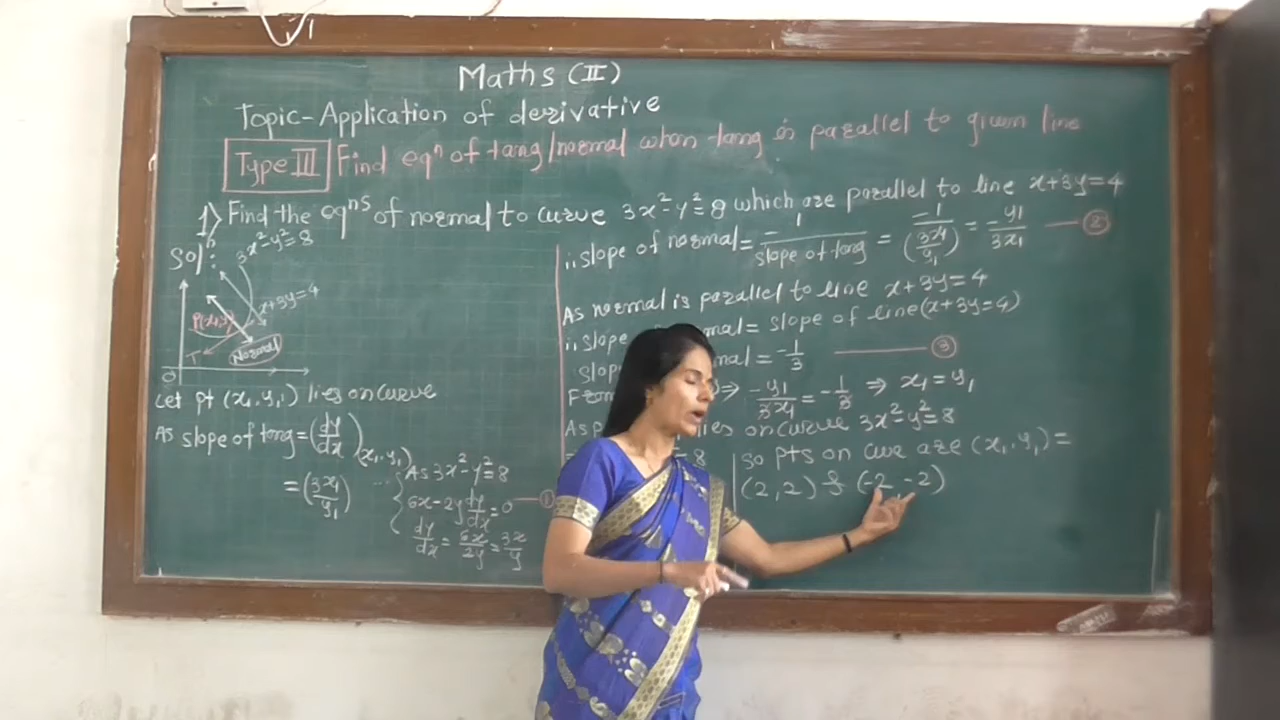 Maths (II)
Topic-Application of derivative
Type III Find eqⁿ of tang/normal when tang is parallel to given line
1) Find the eqⁿˢ of normal to curve 3x²-y²=8 which are parallel to line x+3y=4
Solⁿ:
3x²-y²=8
x+3y=4
Normal
T
O
Let pt (x₁,y₁) lies on curve
As slope of tang=(dy/dx)(x₁,y₁)
=(3x₁/y₁)
As 3x²-y²=8
6x-2y dy/dx=0 — ①
dy/dx=6x/2y=3x/y
∴ slope of normal=-1/slope of tang = -1/(3x₁/y₁) = -y₁/3x₁ — ②
As normal is parallel to line x+3y=4
∴ slope mal= slope of line(x+3y=4)
slop mal=-1/3 — ③
⇒ -y₁/3x₁=-1/3 ⇒ x₁=y₁
As p ies on curve 3x²-y²=8
=8
So pts on curve are (x₁,y₁)=
(2,2) & (-2,-2)